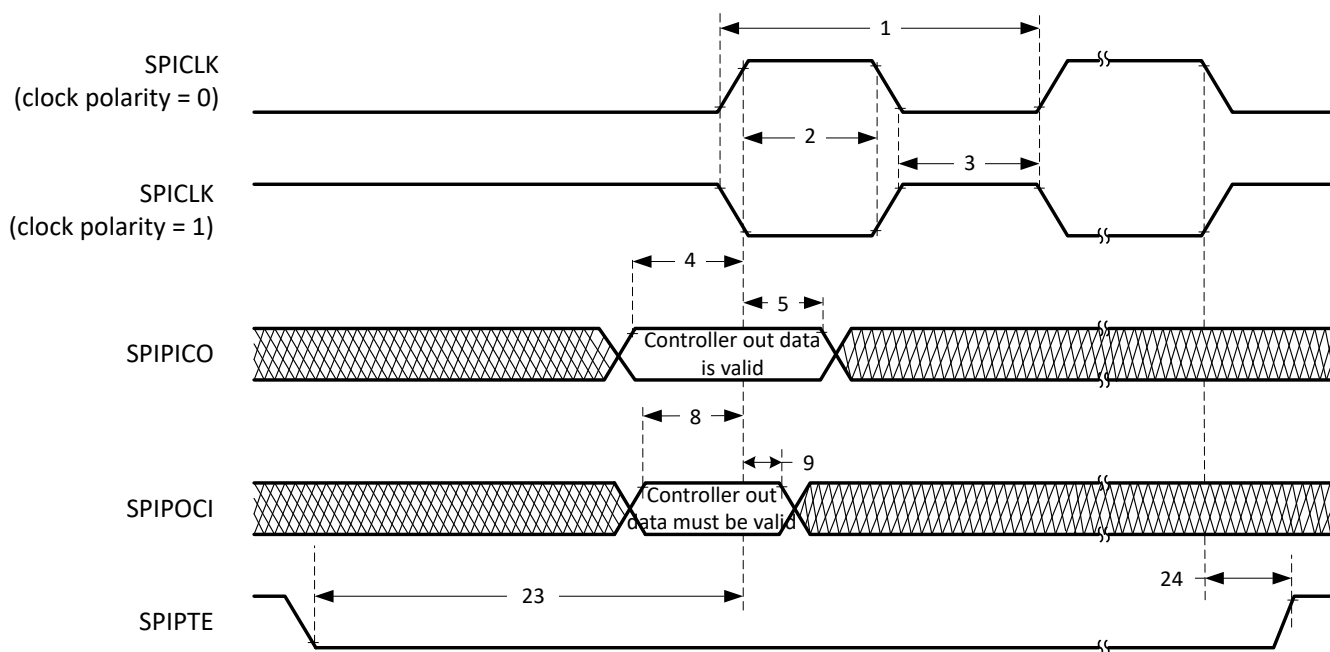 1
SPICLK
(clock polarity = 0)
2
3
SPICLK
(clock polarity = 1)
4
5
SPIPICO
Controller out data
is valid
8
9
SPIPOCI
Controller out
data must be valid
24
23
SPIPTE